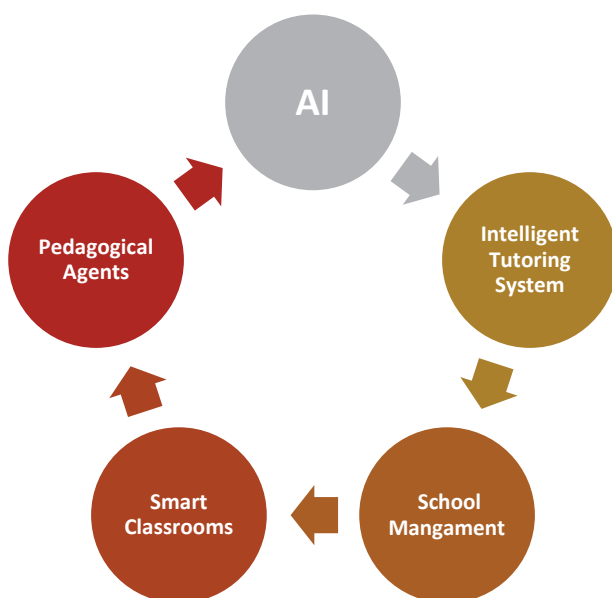 AI
Intelligent
Tutoring
System
School
Mangament
Smart
Classrooms
Pedagogical
Agents